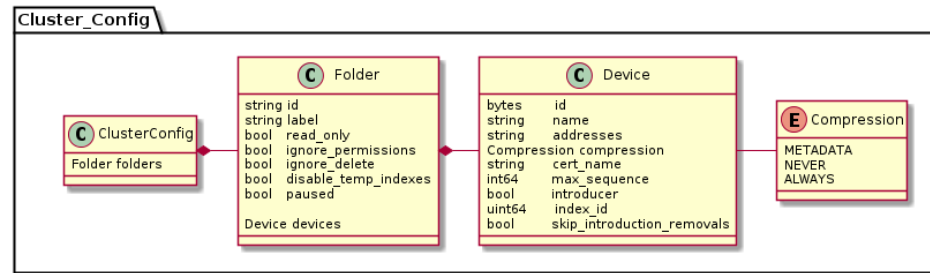 Cluster_Config
C ClusterConfig
Folder folders
C Folder
string id
string label
bool read_only
bool ignore_permissions
bool ignore_delete
bool disable_temp_indexes
bool paused
Device devices
C Device
bytes id
string name
string addresses
Compression compression
string cert_name
int64 max_sequence
bool introducer
uint64 index_id
bool skip_introduction_removals
E Compression
METADATA
NEVER
ALWAYS